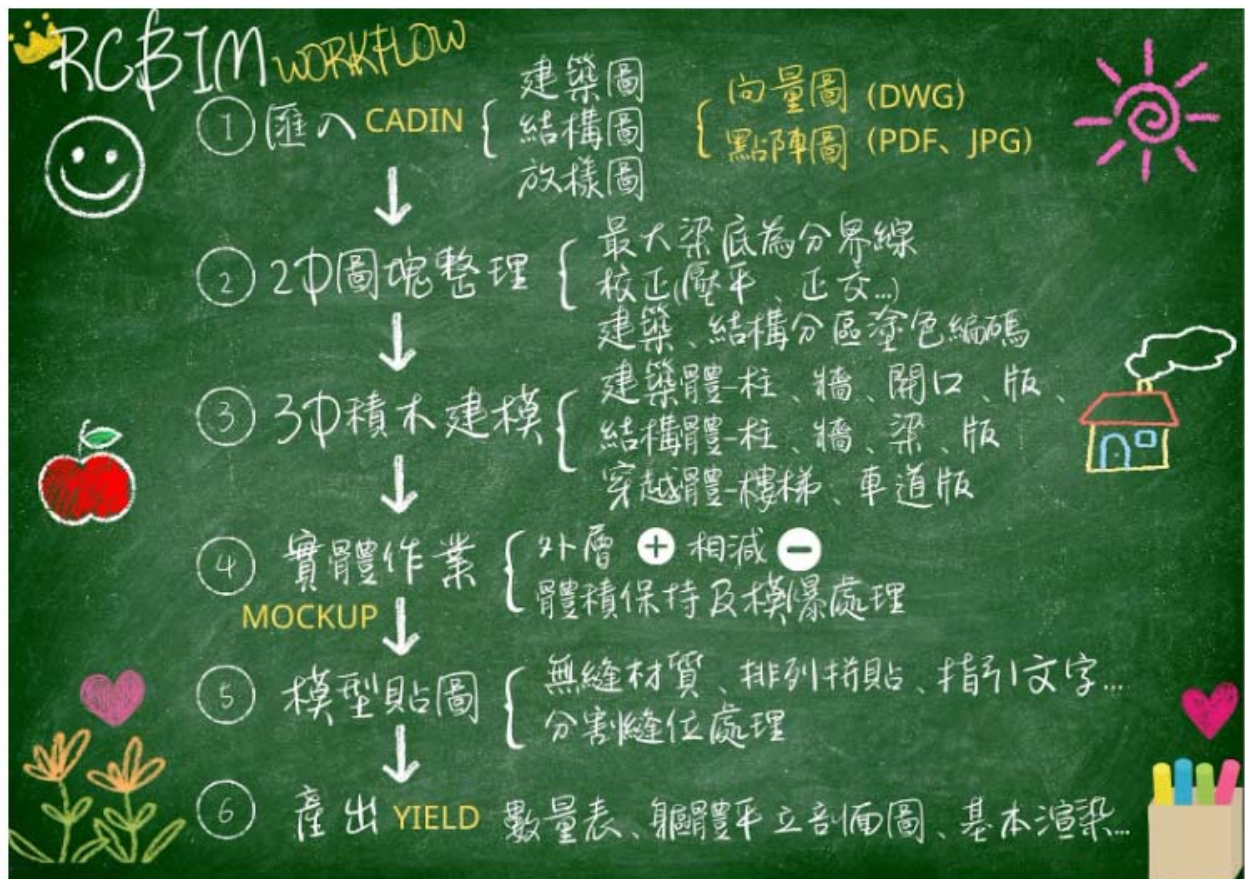 RCBIM WORKFLOW
① 匯入 CADIN
建築圖
結構圖
放樣圖
向量圖 (DWG)
點陣圖 (PDF、JPG)
② 2D圖塊整理
最大梁底為分界線
校正(壓平、正交...)
建築、結構分區塗色編碼
③ 3D積木建模
建築體-柱、牆、開口、版、
結構體-柱、牆、梁、版
穿越體-樓梯、車道版
④ 實體作業
MOCKUP
外層 + 相減 -
體積保持及模爆處理
⑤ 模型貼圖
無縫材質、排列拼貼、指引文字...
分割縫位處理
⑥ 產出 YIELD 數量表、軀體平立剖面圖、基本渲染...